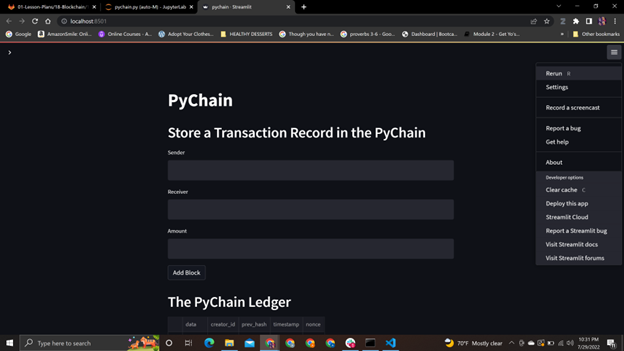 01-Lesson-Plans/18-Blockchain/
pychain.py (auto-M) - JupyterLab
pychain · Streamlit
localhost:8501
Google
AmazonSmile: Onli...
Online Courses - A...
Adopt Your Clothes...
HEALTHY DESSERTS
Though you have n...
proverbs 3-6 - Goo...
Dashboard | Bootca...
Module 2 - Get Yo's...
Other bookmarks
PyChain
Store a Transaction Record in the PyChain
Sender
Receiver
Amount
Add Block
The PyChain Ledger
data creator_id prev_hash timestamp nonce
Rerun R
Settings
Record a screencast
Report a bug
Get help
About
Developer options
Clear cache C
Deploy this app
Streamlit Cloud
Report a Streamlit bug
Visit Streamlit docs
Visit Streamlit forums
Type here to search
70°F Mostly clear
10:31 PM
7/29/2022